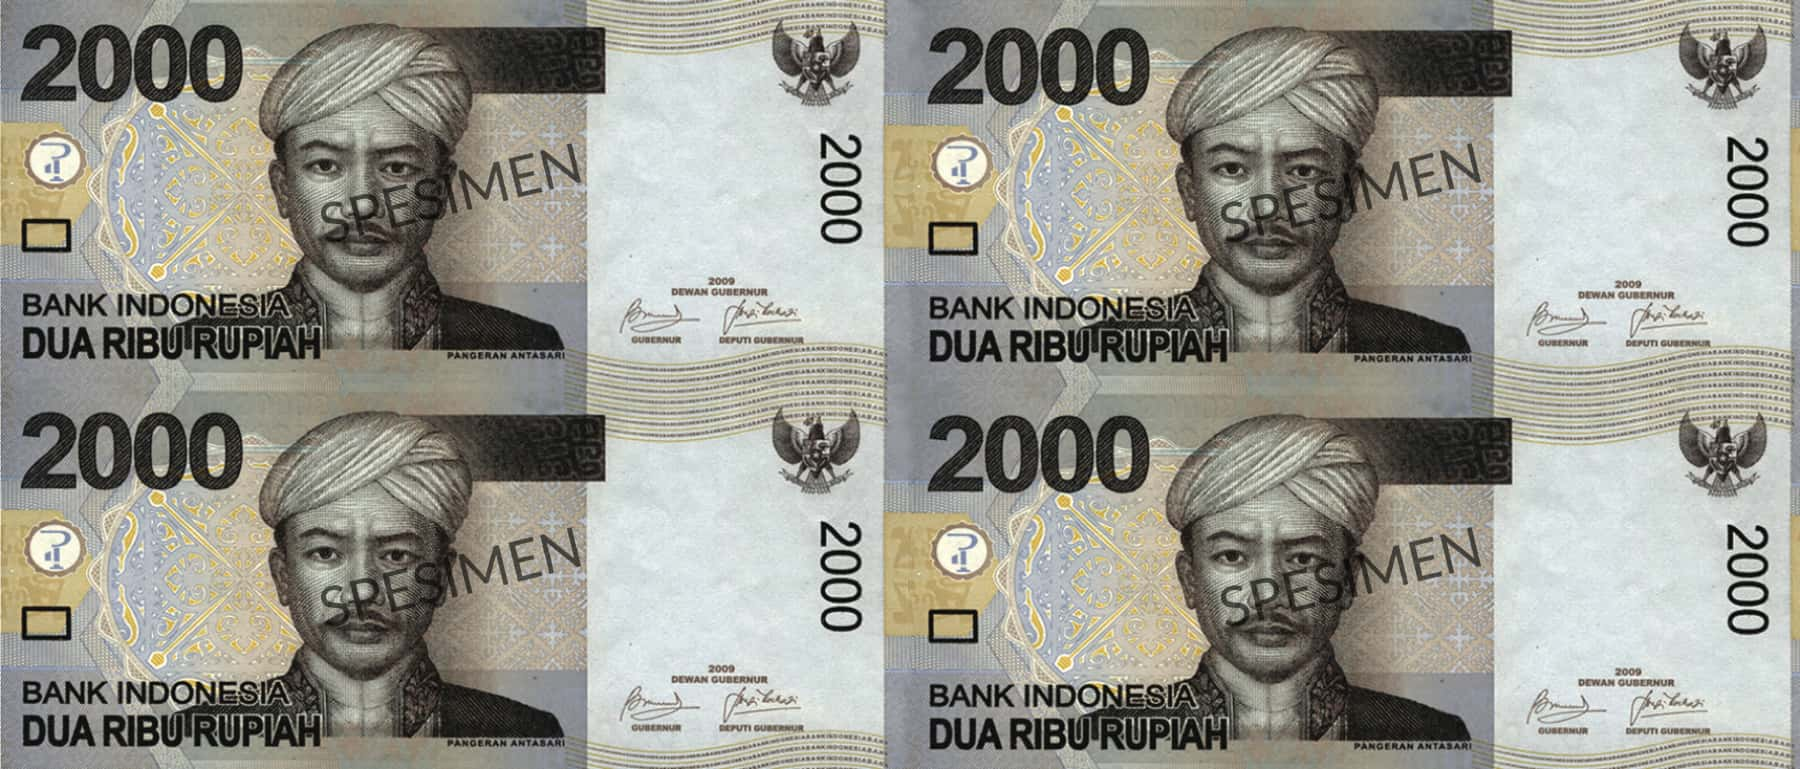 2000
SPESIMEN
2000
2009
DEWAN GUBERNUR
GUBERNUR
DEPUTI GUBERNUR
BANK INDONESIA
DUA RIBU RUPIAH
PANGERAN ANTASARI
2000
SPESIMEN
2000
2009
DEWAN GUBERNUR
GUBERNUR
DEPUTI GUBERNUR
BANK INDONESIA
DUA RIBU RUPIAH
PANGERAN ANTASARI
2000
SPESIMEN
2000
2009
DEWAN GUBERNUR
GUBERNUR
DEPUTI GUBERNUR
BANK INDONESIA
DUA RIBU RUPIAH
PANGERAN ANTASARI
2000
SPESIMEN
2000
2009
DEWAN GUBERNUR
GUBERNUR
DEPUTI GUBERNUR
BANK INDONESIA
DUA RIBU RUPIAH
PANGERAN ANTASARI